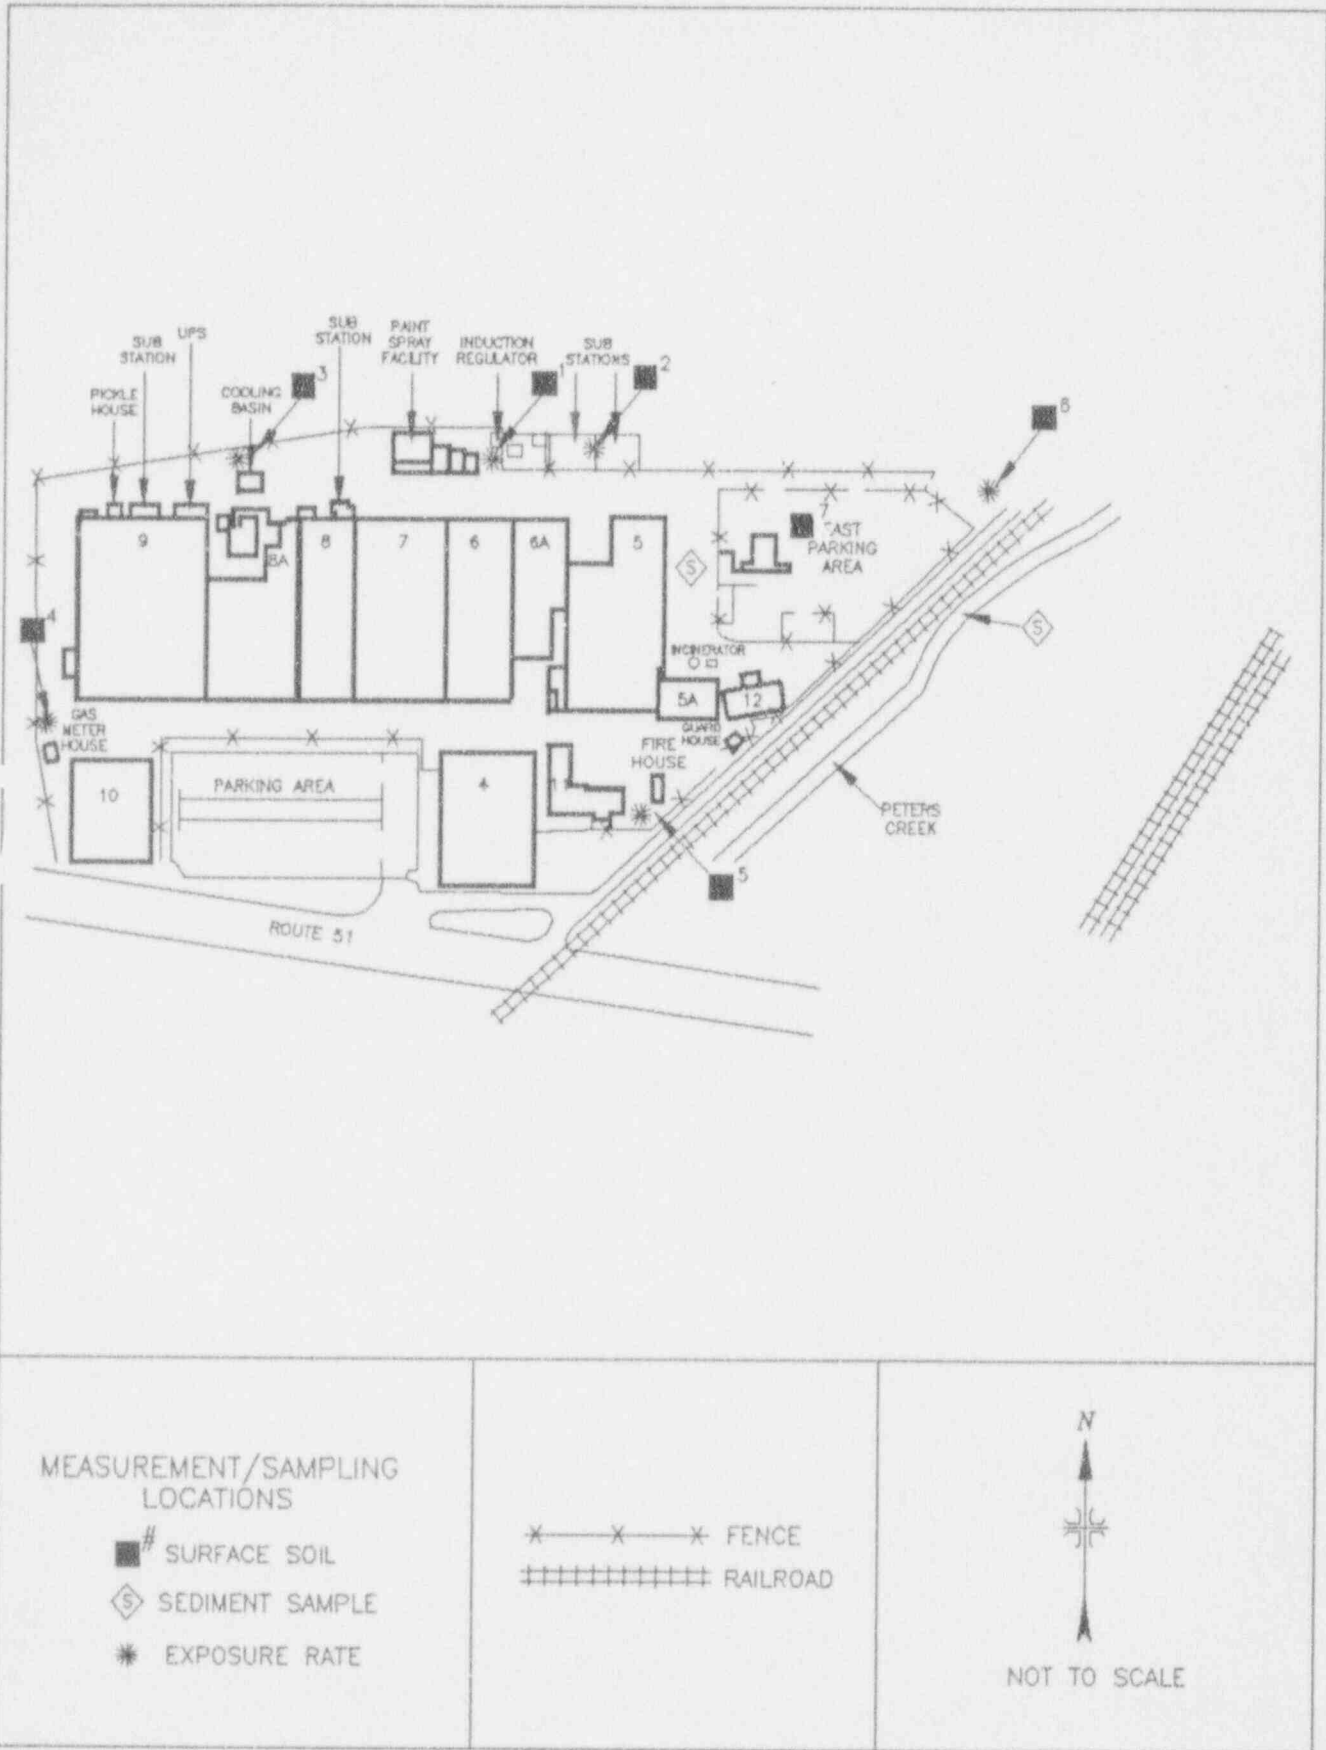 SUB
STATION
UPS
SUB
STATION
PAINT
SPRAY
FACILITY
INDUCTION
REGULATOR
SUB
STATIONS
1
2
3
PICKLE
HOUSE
COOLING
BASIN
6
9
8A
8
7
6
6A
5
7
EAST
PARKING
AREA
S
S
4
INCINERATOR
5A
12
GAS
METER
HOUSE
GUARD
HOUSE
FIRE
HOUSE
10
PARKING AREA
4
11
PETERS
CREEK
5
ROUTE 51
MEASUREMENT/SAMPLING
LOCATIONS
# SURFACE SOIL
S SEDIMENT SAMPLE
EXPOSURE RATE
FENCE
RAILROAD
N
NOT TO SCALE